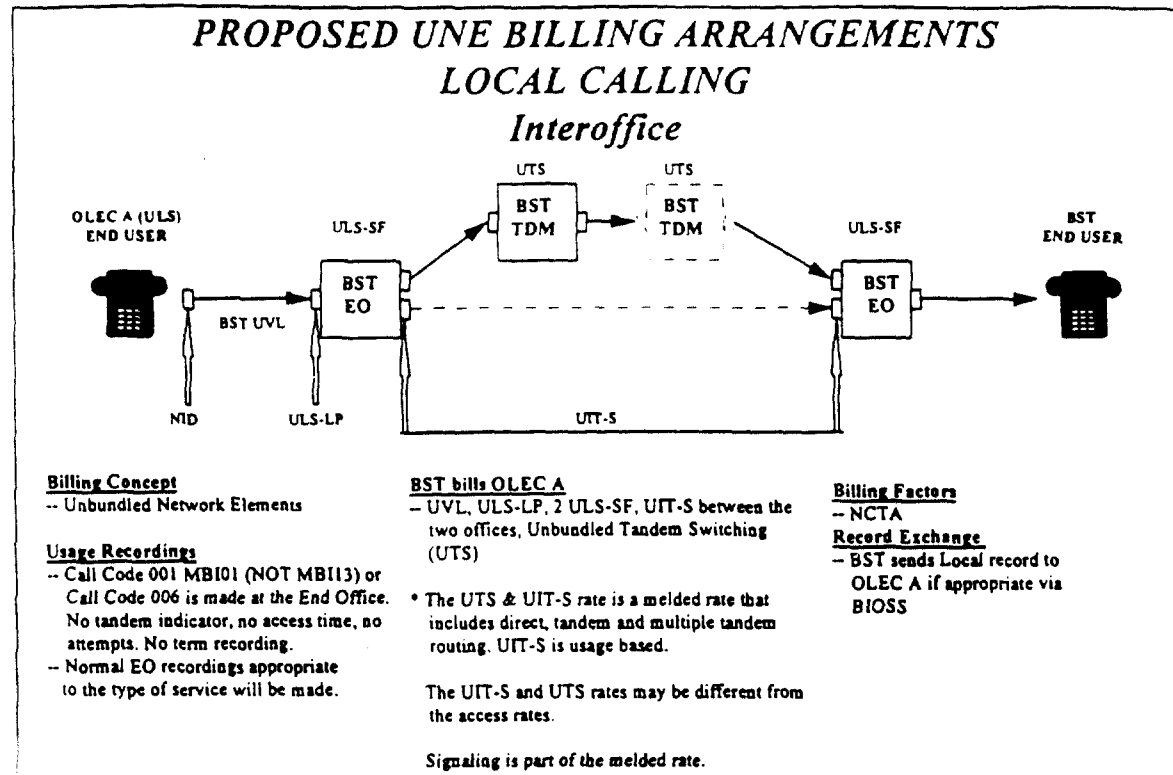 PROPOSED UNE BILLING ARRANGEMENTS
LOCAL CALLING
Interoffice
UTS
UTS
OLEC A (ULS)
END USER
ULS-SF
BST
TDM
BST
TDM
ULS-SF
BST
END USER
BST
EO
BST
EO
BST UVL
NID
ULS-LP
UIT-S
Billing Concept
-- Unbundled Network Elements
Usage Recordings
-- Call Code 001 MBI01 (NOT MBI13) or
Call Code 006 is made at the End Office.
No tandem indicator, no access time, no
attempts. No term recording.
-- Normal EO recordings appropriate
to the type of service will be made.
BST bills OLEC A
-- UVL, ULS-LP, 2 ULS-SF, UIT-S between the
two offices, Unbundled Tandem Switching
(UTS)
* The UTS & UIT-S rate is a melded rate that
includes direct, tandem and multiple tandem
routing. UIT-S is usage based.
The UIT-S and UTS rates may be different from
the access rates.
Signaling is part of the melded rate.
Billing Factors
-- NCTA
Record Exchange
-- BST sends Local record to
OLEC A if appropriate via
BIOSS